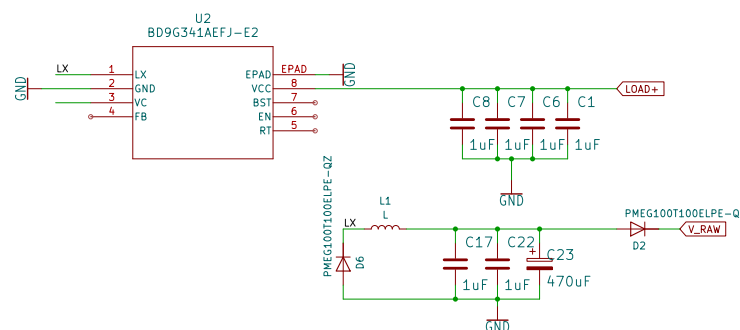 U2
BD9G341AEFJ-E2
LX 1 LX EPAD EPAD GND
GND 2 GND VCC 8 LOAD+
3 VC BST 7
4 FB EN 6
RT 5
C8 C7 C6 C1
1uF 1uF 1uF 1uF
GND
PMEG100T100ELPE-QZ
D6
LX
L1
L
C17 C22 + C23
1uF 1uF 470uF
GND
PMEG100T100ELPE-Q
D2
V_RAW